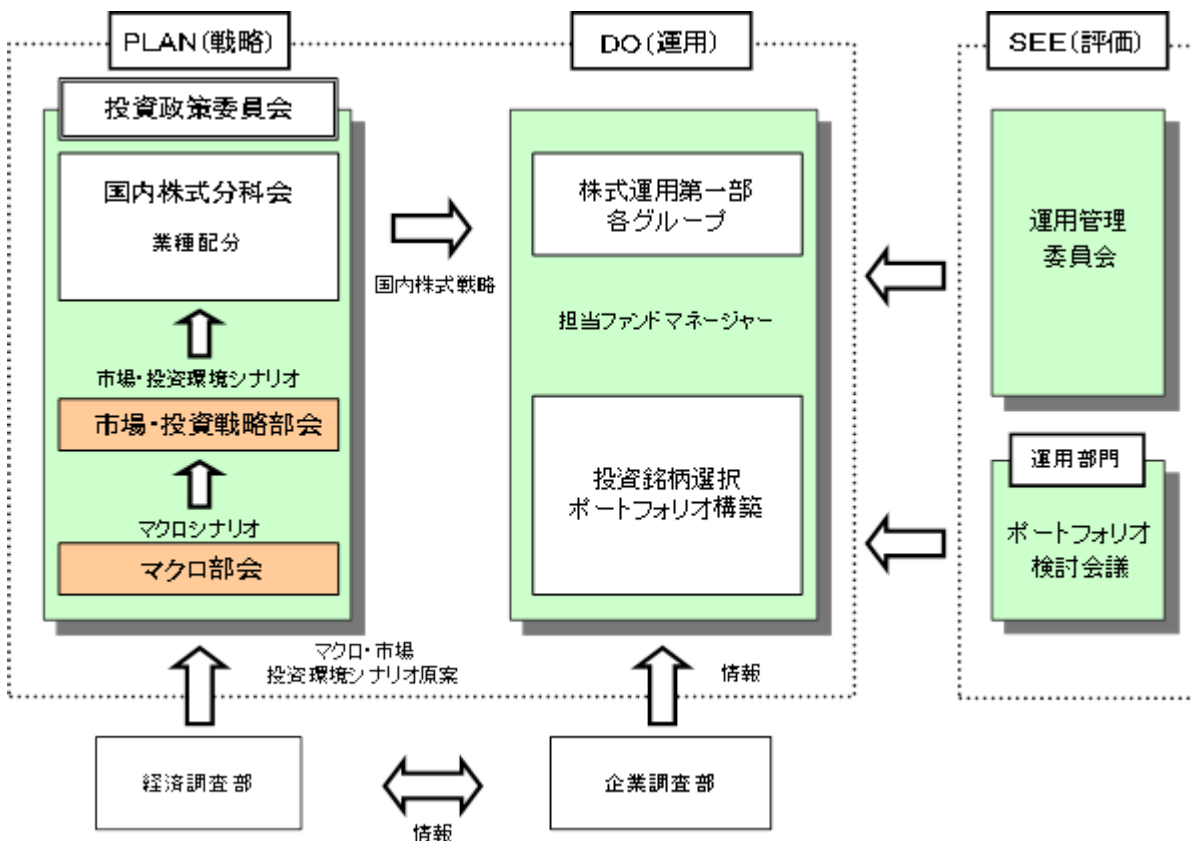 PLAN(戦略)
投資政策委員会
国内株式分科会
業種配分
市場・投資環境シナリオ
市場・投資戦略部会
マクロシナリオ
マクロ部会
国内株式戦略
DO(運用)
株式運用第一部
各グループ
担当ファンドマネージャー
投資銘柄選択
ポートフォリオ構築
SEE(評価)
運用管理
委員会
運用部門
ポートフォリオ
検討会議
マクロ・市場
投資環境シナリオ原案
情報
経済調査部
情報
企業調査部